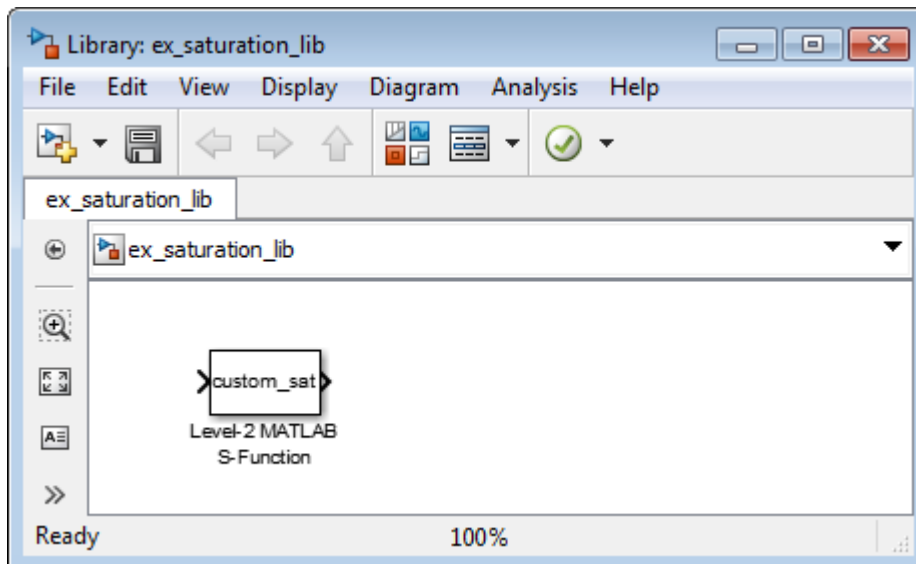 Library: ex_saturation_lib
File Edit View Display Diagram Analysis Help
ex_saturation_lib
ex_saturation_lib
custom_sat
Level-2 MATLAB
S-Function
Ready 100%